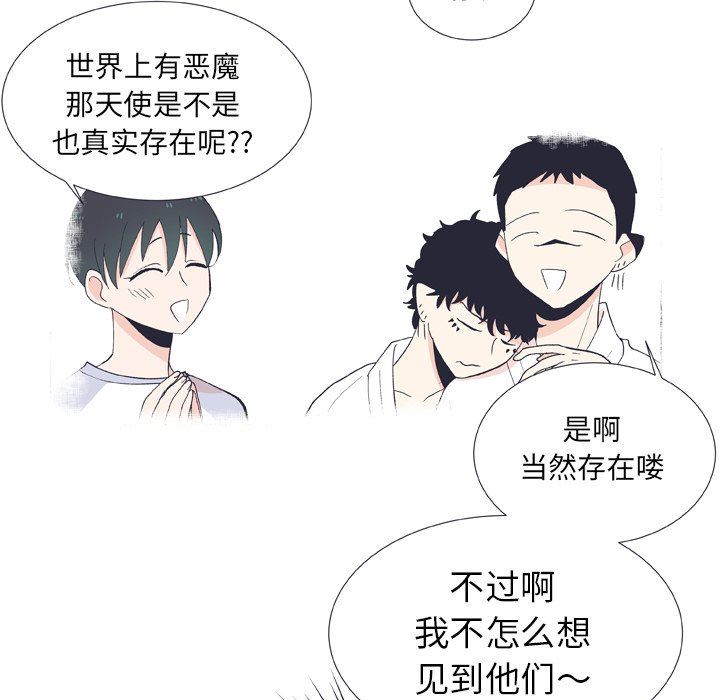 世界上有恶魔
那天使是不是
也真实存在呢??
是啊
当然存在喽
不过啊
我不怎么想
见到他们～